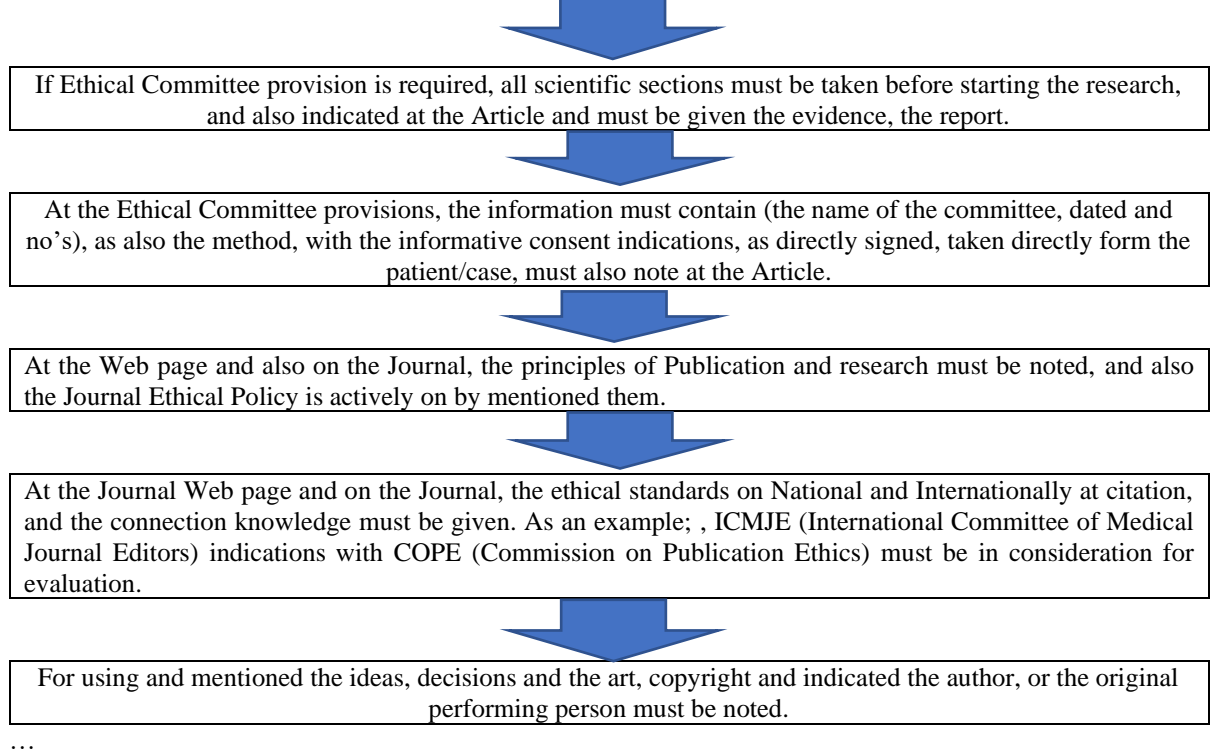 If Ethical Committee provision is required, all scientific sections must be taken before starting the research,
and also indicated at the Article and must be given the evidence, the report.
At the Ethical Committee provisions, the information must contain (the name of the committee, dated and
no’s), as also the method, with the informative consent indications, as directly signed, taken directly form the
patient/case, must also note at the Article.
At the Web page and also on the Journal, the principles of Publication and research must be noted, and also
the Journal Ethical Policy is actively on by mentioned them.
At the Journal Web page and on the Journal, the ethical standards on National and Internationally at citation,
and the connection knowledge must be given. As an example; , ICMJE (International Committee of Medical
Journal Editors) indications with COPE (Commission on Publication Ethics) must be in consideration for
evaluation.
For using and mentioned the ideas, decisions and the art, copyright and indicated the author, or the original
performing person must be noted.
…